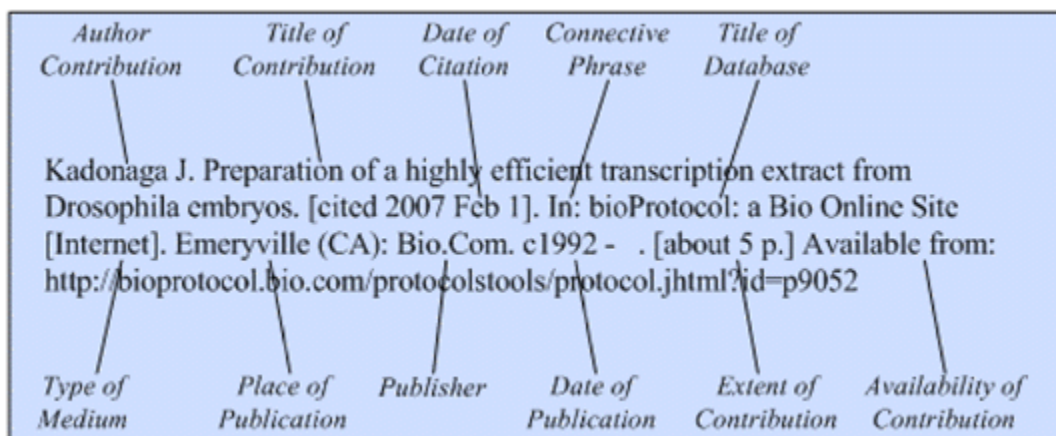 Author Title of Date of Connective Title of
Contribution Contribution Citation Phrase Database
Kadonaga J. Preparation of a highly efficient transcription extract from
Drosophila embryos. [cited 2007 Feb 1]. In: bioProtocol: a Bio Online Site
[Internet]. Emeryville (CA): Bio.Com. c1992 - . [about 5 p.] Available from:
http://bioprotocol.bio.com/protocolstools/protocol.jhtml?id=p9052
Type of Place of Publisher Date of Extent of Availability of
Medium Publication Publication Contribution Contribution